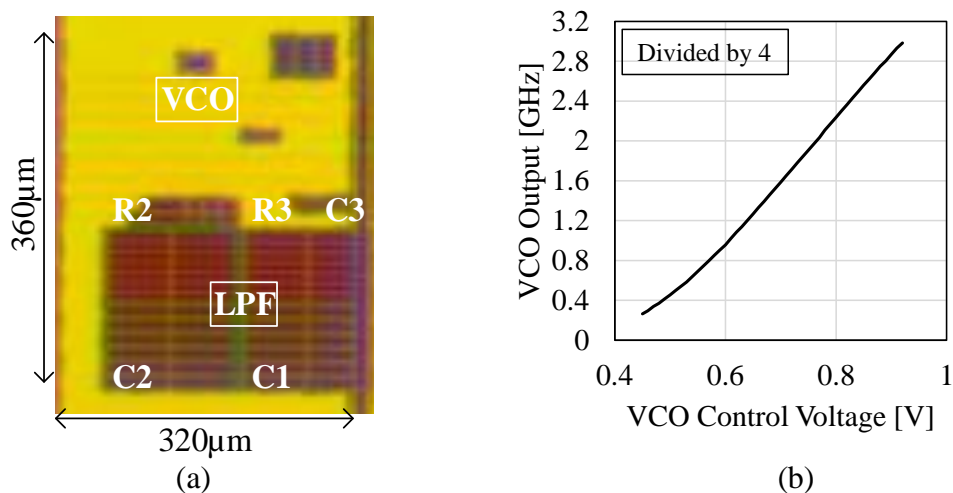 VCO
R2
R3
C3
LPF
C2
C1
360µm
320µm
(a)
Divided by 4
VCO Output [GHz]
3.2
2.8
2.4
2
1.6
1.2
0.8
0.4
0
0.4
0.6
0.8
1
VCO Control Voltage [V]
(b)